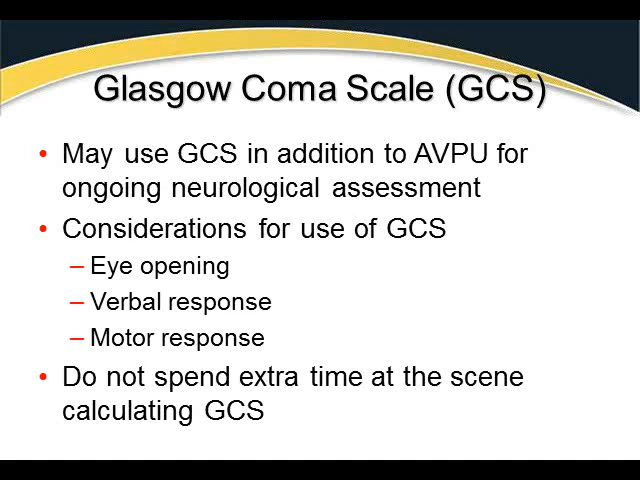 Glasgow Coma Scale (GCS)
• May use GCS in addition to AVPU for
ongoing neurological assessment
• Considerations for use of GCS
– Eye opening
– Verbal response
– Motor response
• Do not spend extra time at the scene
calculating GCS